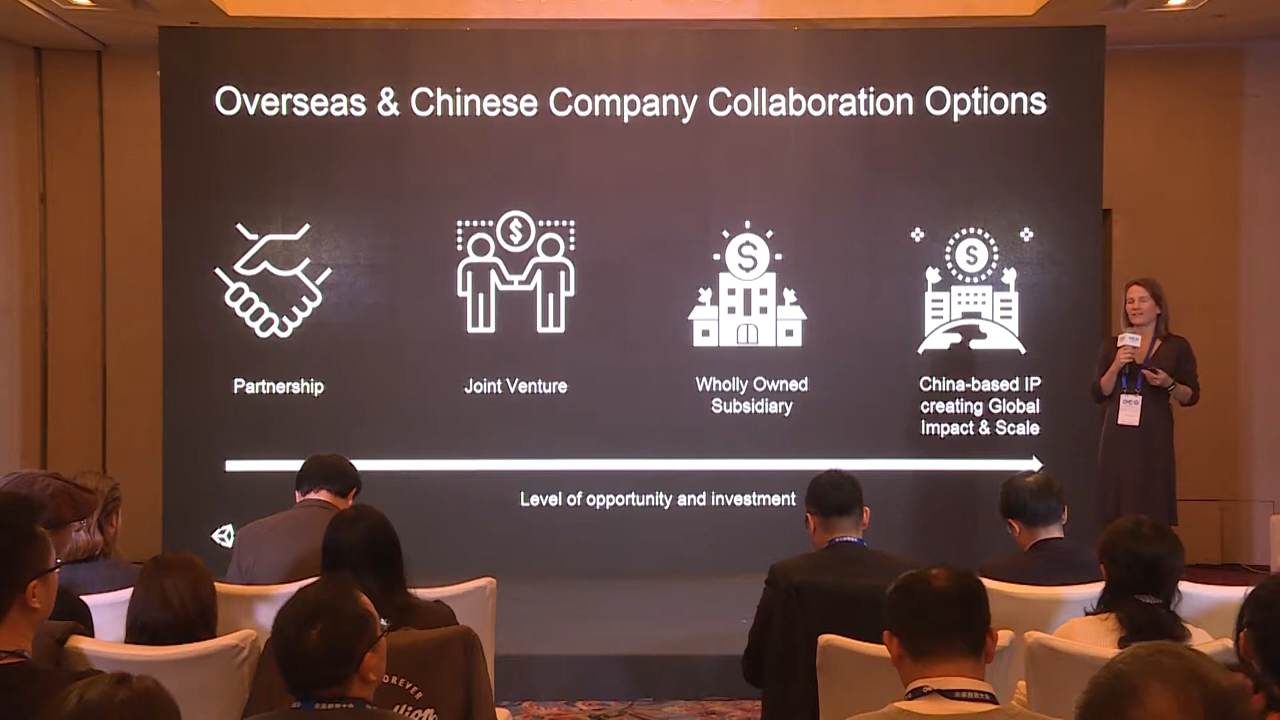 Overseas & Chinese Company Collaboration Options
$
$
$
Partnership
Joint Venture
Wholly Owned
Subsidiary
China-based IP
creating Global
Impact & Scale
Level of opportunity and investment
FOREVER